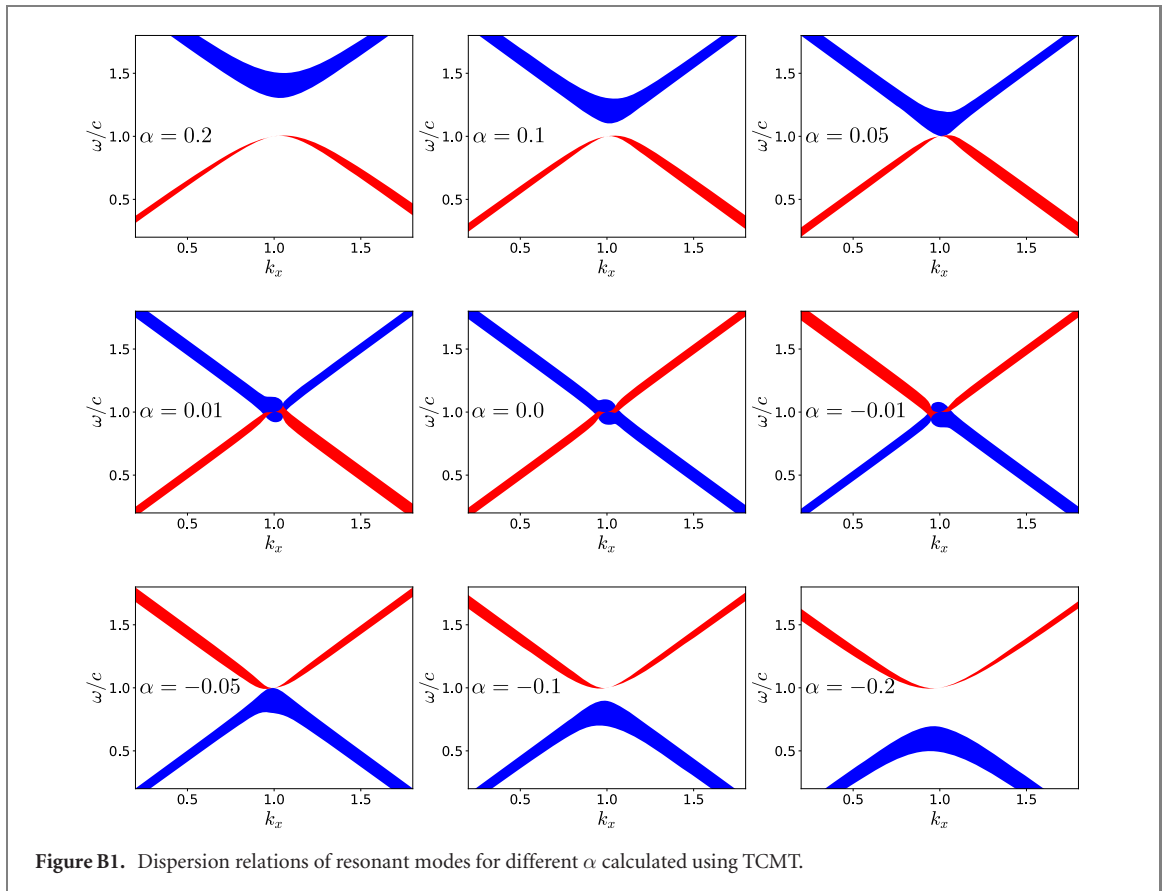 1.5
1.0
0.5
ω/c
α = 0.2
0.5 1.0 1.5
k_x
1.5
1.0
0.5
ω/c
α = 0.1
0.5 1.0 1.5
k_x
1.5
1.0
0.5
ω/c
α = 0.05
0.5 1.0 1.5
k_x
1.5
1.0
0.5
ω/c
α = 0.01
0.5 1.0 1.5
k_x
1.5
1.0
0.5
ω/c
α = 0.0
0.5 1.0 1.5
k_x
1.5
1.0
0.5
ω/c
α = −0.01
0.5 1.0 1.5
k_x
1.5
1.0
0.5
ω/c
α = −0.05
0.5 1.0 1.5
k_x
1.5
1.0
0.5
ω/c
α = −0.1
0.5 1.0 1.5
k_x
1.5
1.0
0.5
ω/c
α = −0.2
0.5 1.0 1.5
k_x
Figure B1. Dispersion relations of resonant modes for different α calculated using TCMT.